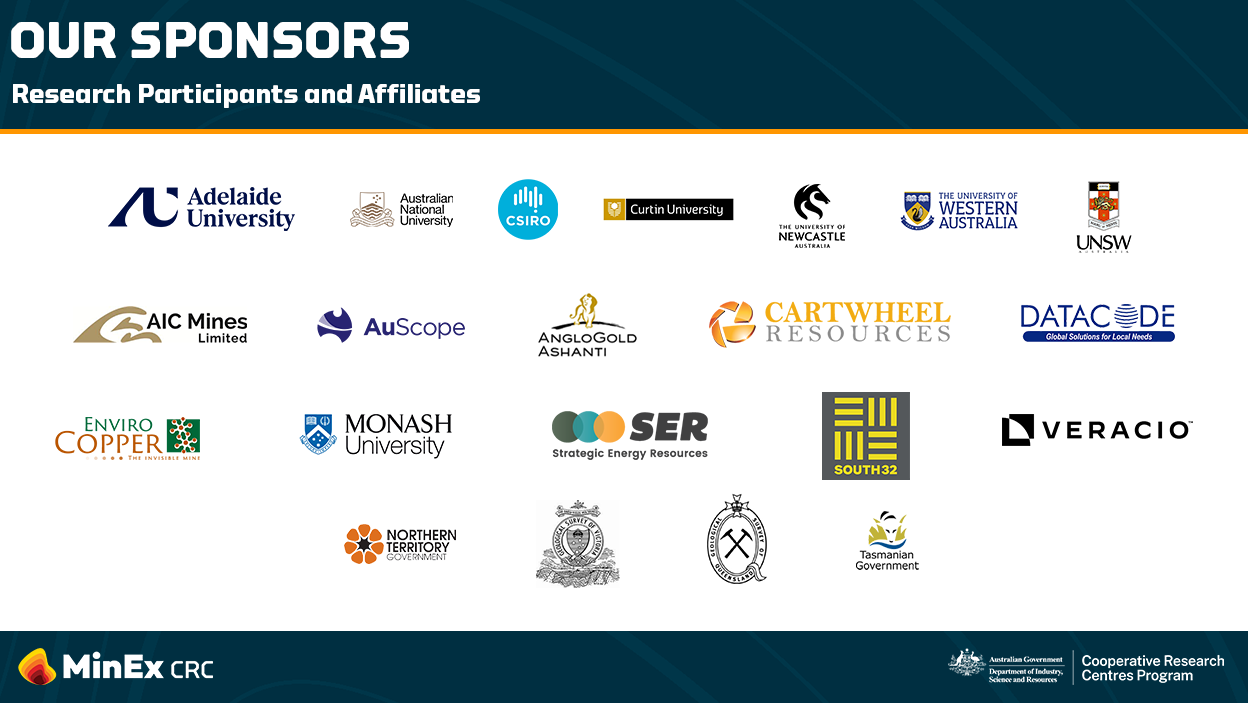 OUR SPONSORS
Research Participants and Affiliates
Adelaide
University
Australian
National
University
CSIRO
Curtin University
THE UNIVERSITY OF
NEWCASTLE
AUSTRALIA
THE UNIVERSITY OF
WESTERN
AUSTRALIA
UNSW
AUSTRALIA
AIC Mines
Limited
AuScope
ANGLOGOLD
ASHANTI
CARTWHEEL
RESOURCES
DATACODE
Global Solutions for Local Needs
ENVIRO
COPPER
THE INVISIBLE MINE
MONASH
University
SER
Strategic Energy Resources
SOUTH32
VERACIO™
NORTHERN
TERRITORY
GOVERNMENT
GEOLOGICAL SURVEY OF VICTORIA
GEOLOGICAL SURVEY OF
QUEENSLAND
Tasmanian
Government
MinEx CRC
Australian Government
Department of Industry,
Science and Resources
Cooperative Research
Centres Program